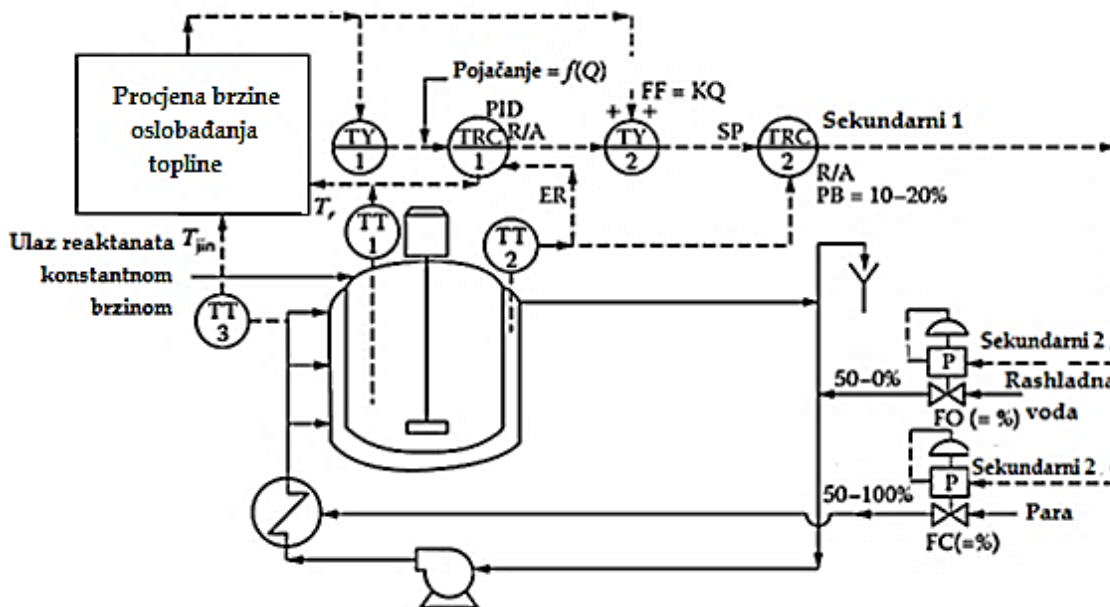 Procjena brzine
oslobađanja
topline
Pojačanje = f(Q)
PID
R/A
FF = KQ
+ +
TY
1
TRC
1
TY
2
SP
TRC
2
Sekundarni 1
R/A
PB = 10–20%
ER
Tr
Ulaz reaktanata
konstantnom
brzinom
Tjin
TT
1
TT
2
TT
3
P
Sekundarni 2
50–0%
Rashladna
voda
FO (= %)
P
Sekundarni 2
50–100%
Para
FC(=%)